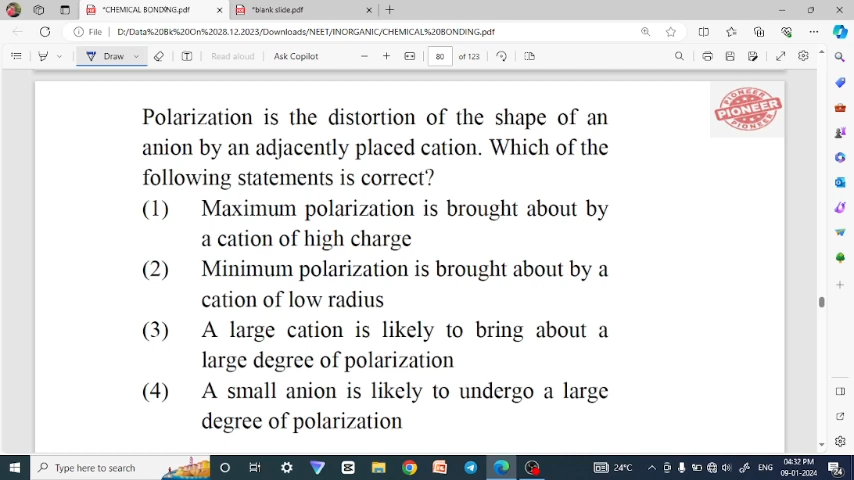 *CHEMICAL BONDING.pdf
*blank slide.pdf
File
D:/Data%20Bk%20On%2028.12.2023/Downloads/NEET/INORGANIC/CHEMICAL%20BONDING.pdf
Draw
Read aloud
Ask Copilot
80
of 123
Polarization is the distortion of the shape of an
anion by an adjacently placed cation. Which of the
following statements is correct?
(1) Maximum polarization is brought about by
a cation of high charge
(2) Minimum polarization is brought about by a
cation of low radius
(3) A large cation is likely to bring about a
large degree of polarization
(4) A small anion is likely to undergo a large
degree of polarization
PIONEER
Type here to search
24°C
ENG
04:32 PM
09-01-2024
24